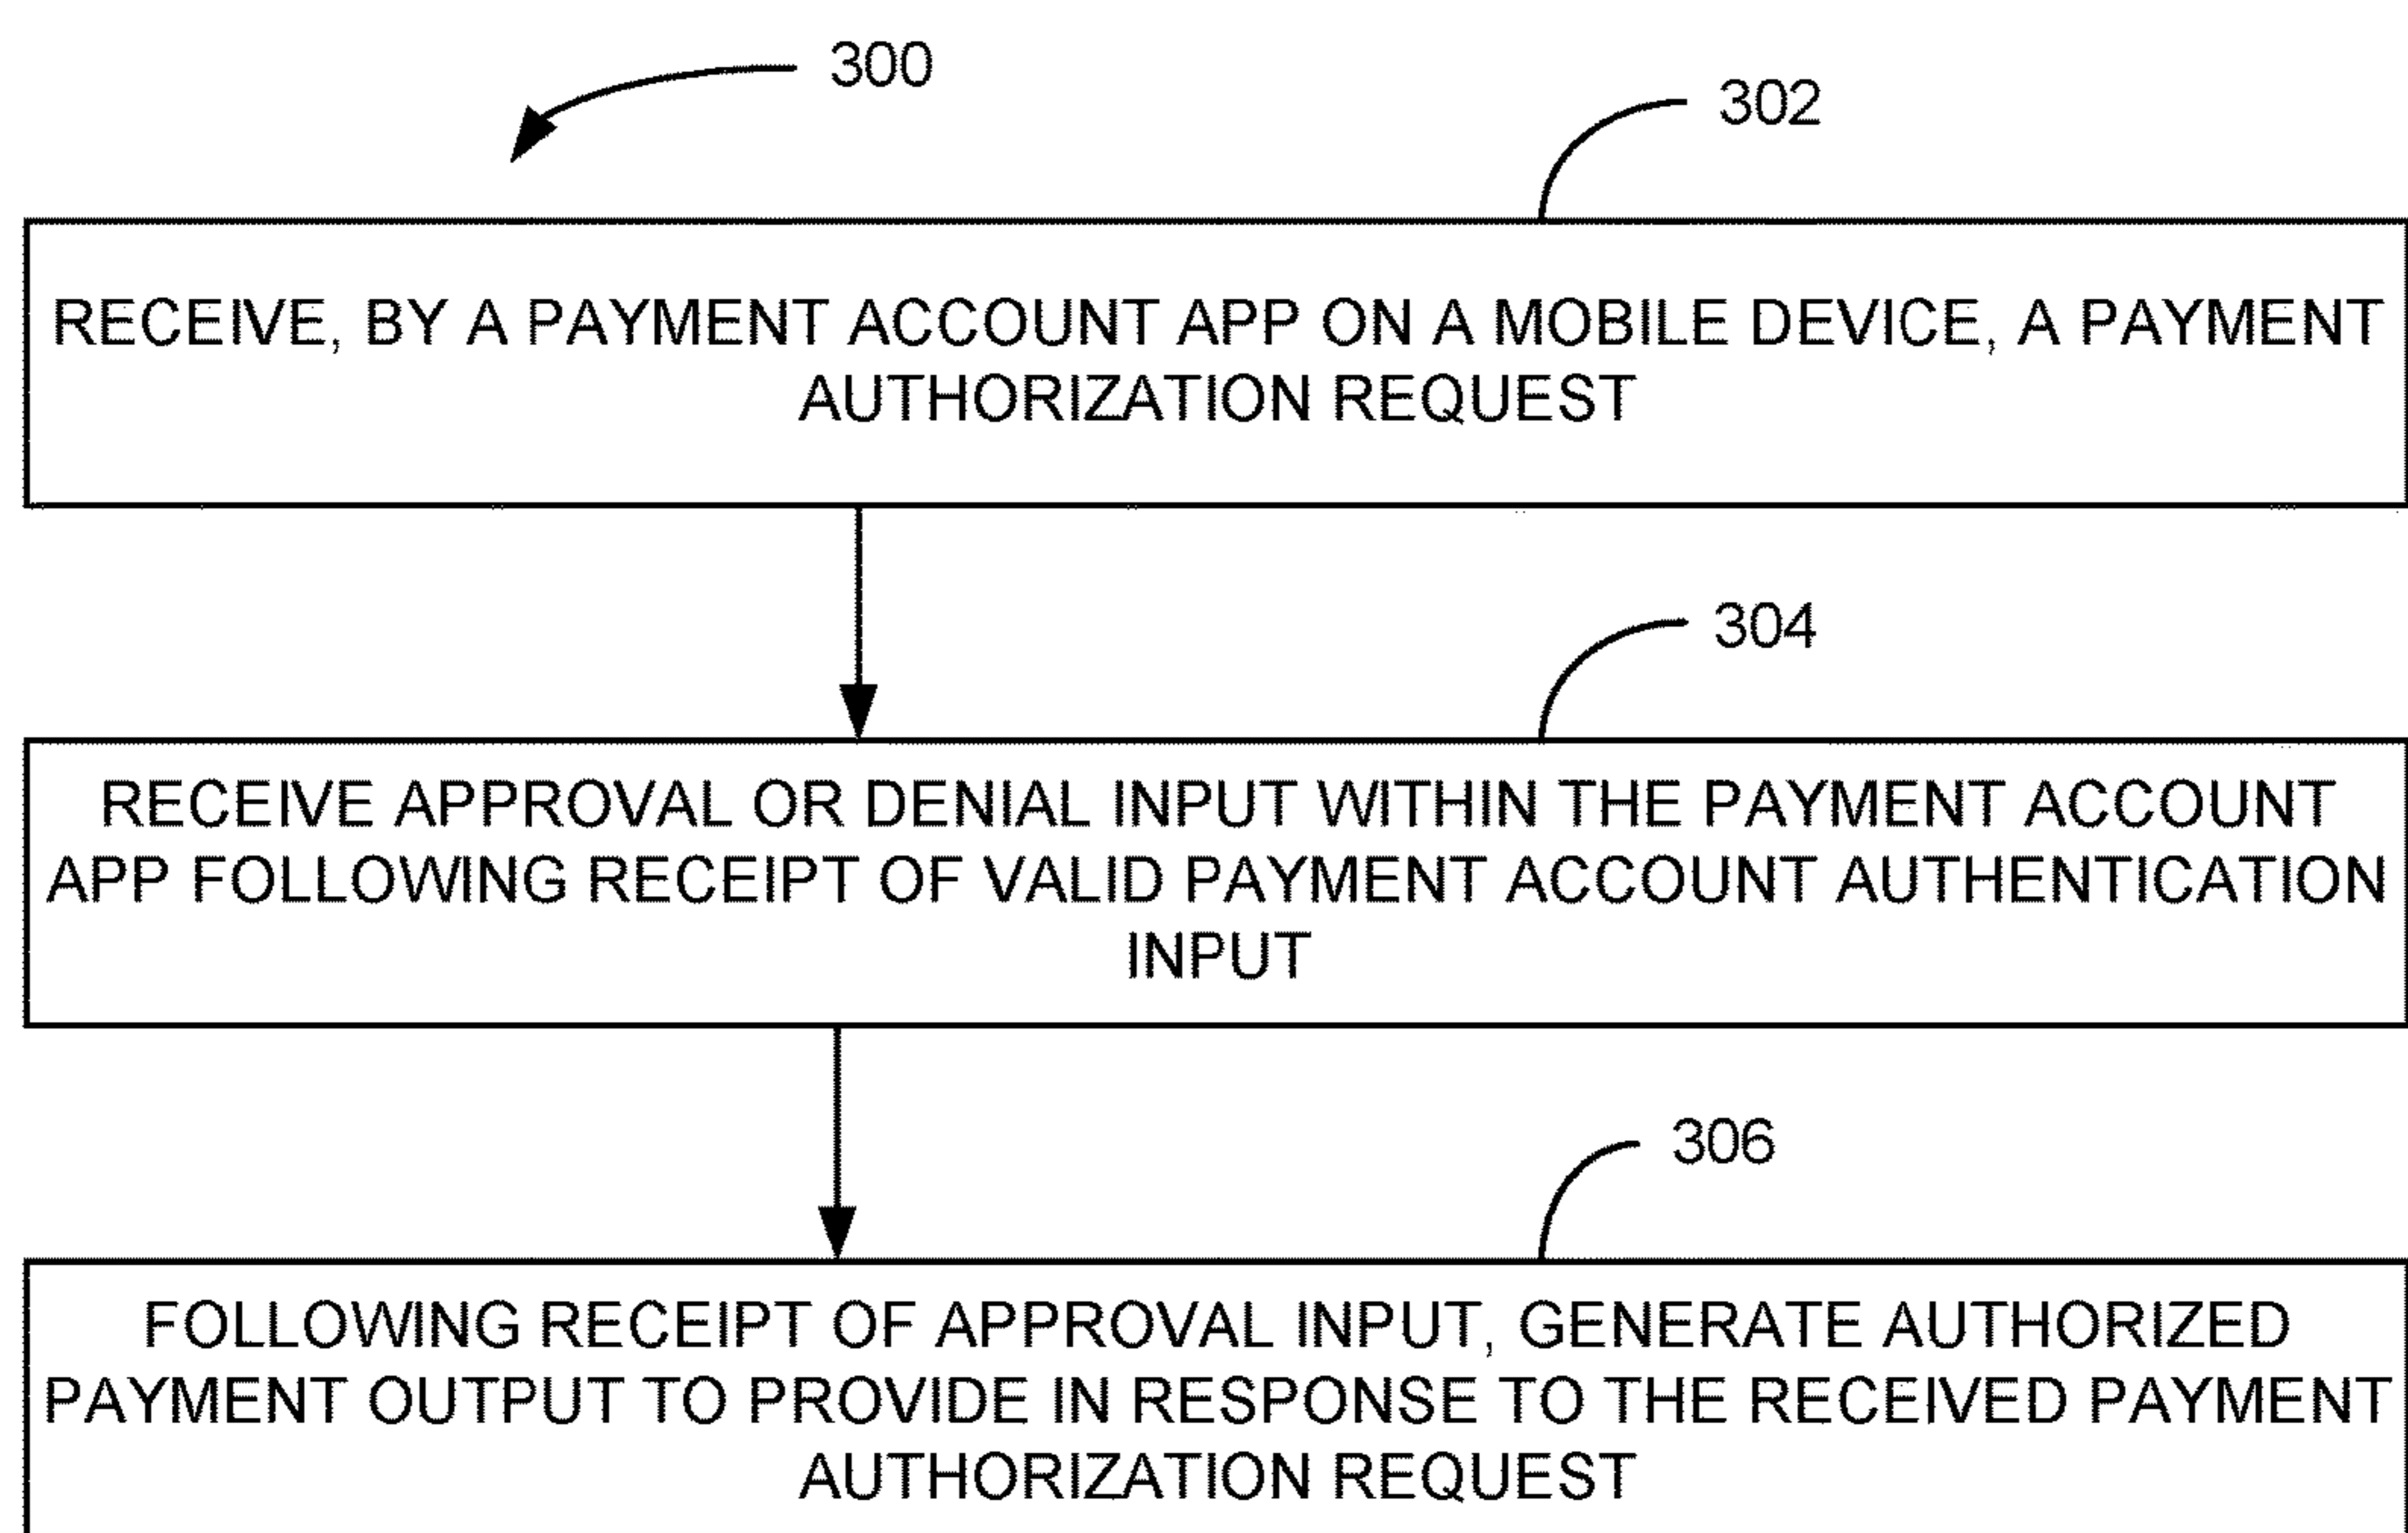 300
302
RECEIVE, BY A PAYMENT ACCOUNT APP ON A MOBILE DEVICE, A PAYMENT
AUTHORIZATION REQUEST
304
RECEIVE APPROVAL OR DENIAL INPUT WITHIN THE PAYMENT ACCOUNT
APP FOLLOWING RECEIPT OF VALID PAYMENT ACCOUNT AUTHENTICATION
INPUT
306
FOLLOWING RECEIPT OF APPROVAL INPUT, GENERATE AUTHORIZED
PAYMENT OUTPUT TO PROVIDE IN RESPONSE TO THE RECEIVED PAYMENT
AUTHORIZATION REQUEST